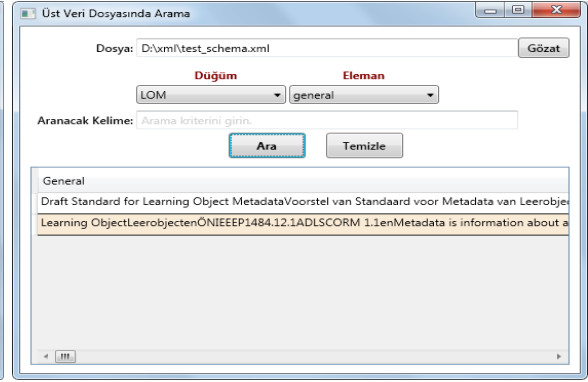 Üst Veri Dosyasında Arama
Dosya: D:\xml\test_schema.xml Gözat
Düğüm Eleman
LOM general
Aranacak Kelime: Arama kriterini girin.
Ara Temizle
General
Draft Standard for Learning Object MetadataVoorstel van Standaard voor Metadata van Leerobjec
Learning ObjectLeerobjectenÖNIEEEP1484.12.1ADLSCORM 1.1enMetadata is information about a